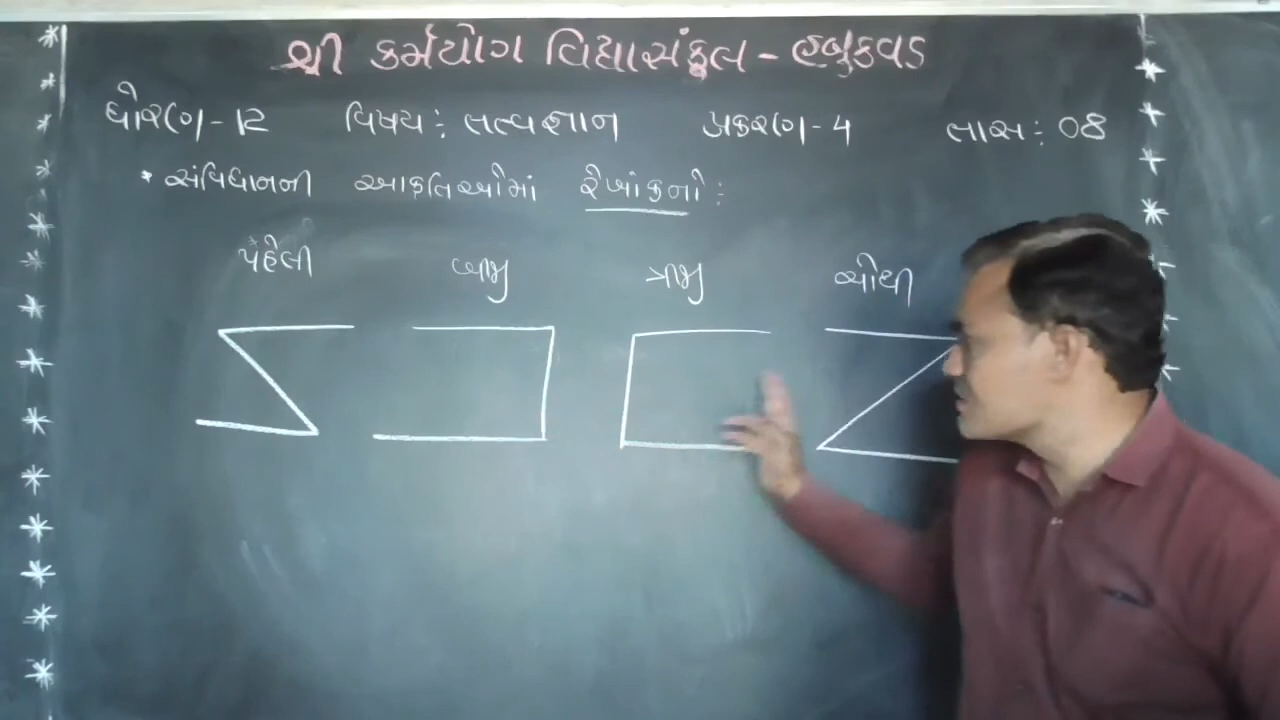 શ્રી કર્મયોગ વિદ્યાસંકુલ - હબુકવડ
ધોરણ - 12 વિષય : તત્વજ્ઞાન પ્રકરણ - 4 તાસ : 08
* સંવિધાનની આકૃતિઓમાં રેખાંકનો :
પહેલી બીજી ત્રીજી ચોથી